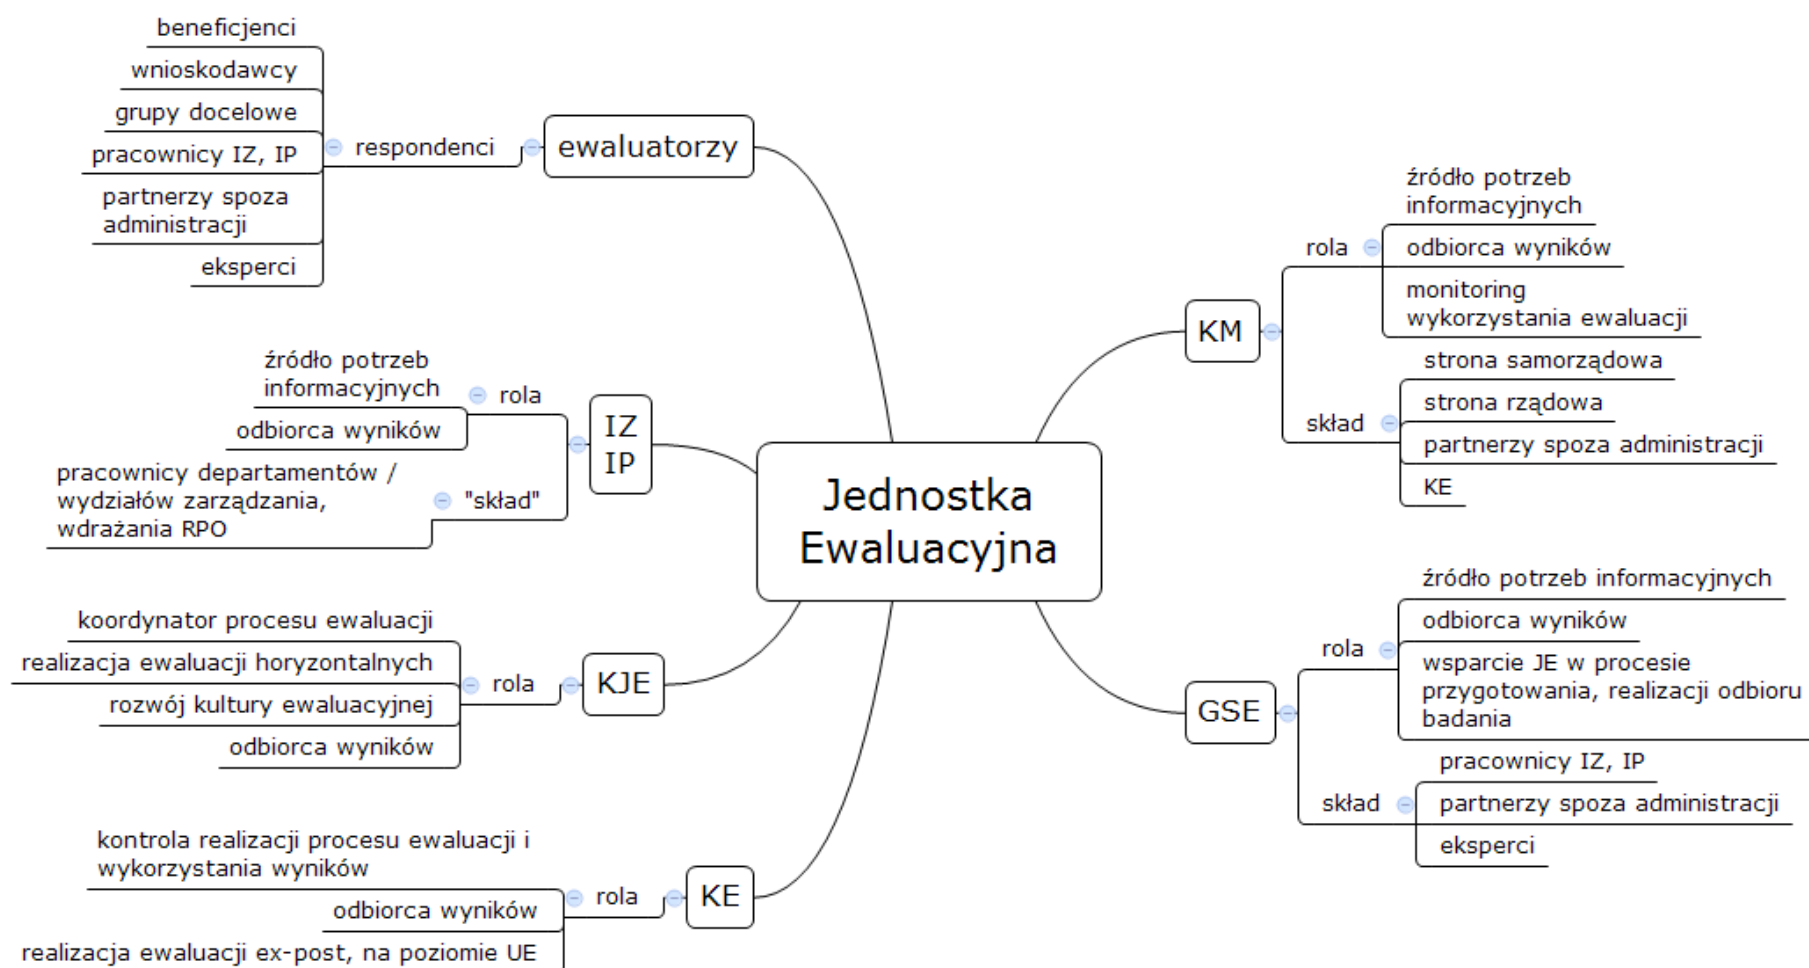 beneficjenci
wnioskodawcy
grupy docelowe
pracownicy IZ, IP
partnerzy spoza
administracji
eksperci
respondenci
ewaluatorzy
źródło potrzeb
informacyjnych
odbiorca wyników
rola
pracownicy departamentów /
wydziałów zarządzania,
wdrażania RPO
"skład"
IZ
IP
koordynator procesu ewaluacji
realizacja ewaluacji horyzontalnych
rozwój kultury ewaluacyjnej
odbiorca wyników
rola
KJE
kontrola realizacji procesu ewaluacji i
wykorzystania wyników
odbiorca wyników
realizacja ewaluacji ex-post, na poziomie UE
rola
KE
Jednostka
Ewaluacyjna
KM
rola
źródło potrzeb
informacyjnych
odbiorca wyników
monitoring
wykorzystania ewaluacji
skład
strona samorządowa
strona rządowa
partnerzy spoza administracji
KE
GSE
rola
źródło potrzeb informacyjnych
odbiorca wyników
wsparcie JE w procesie
przygotowania, realizacji odbioru
badania
skład
pracownicy IZ, IP
partnerzy spoza administracji
eksperci